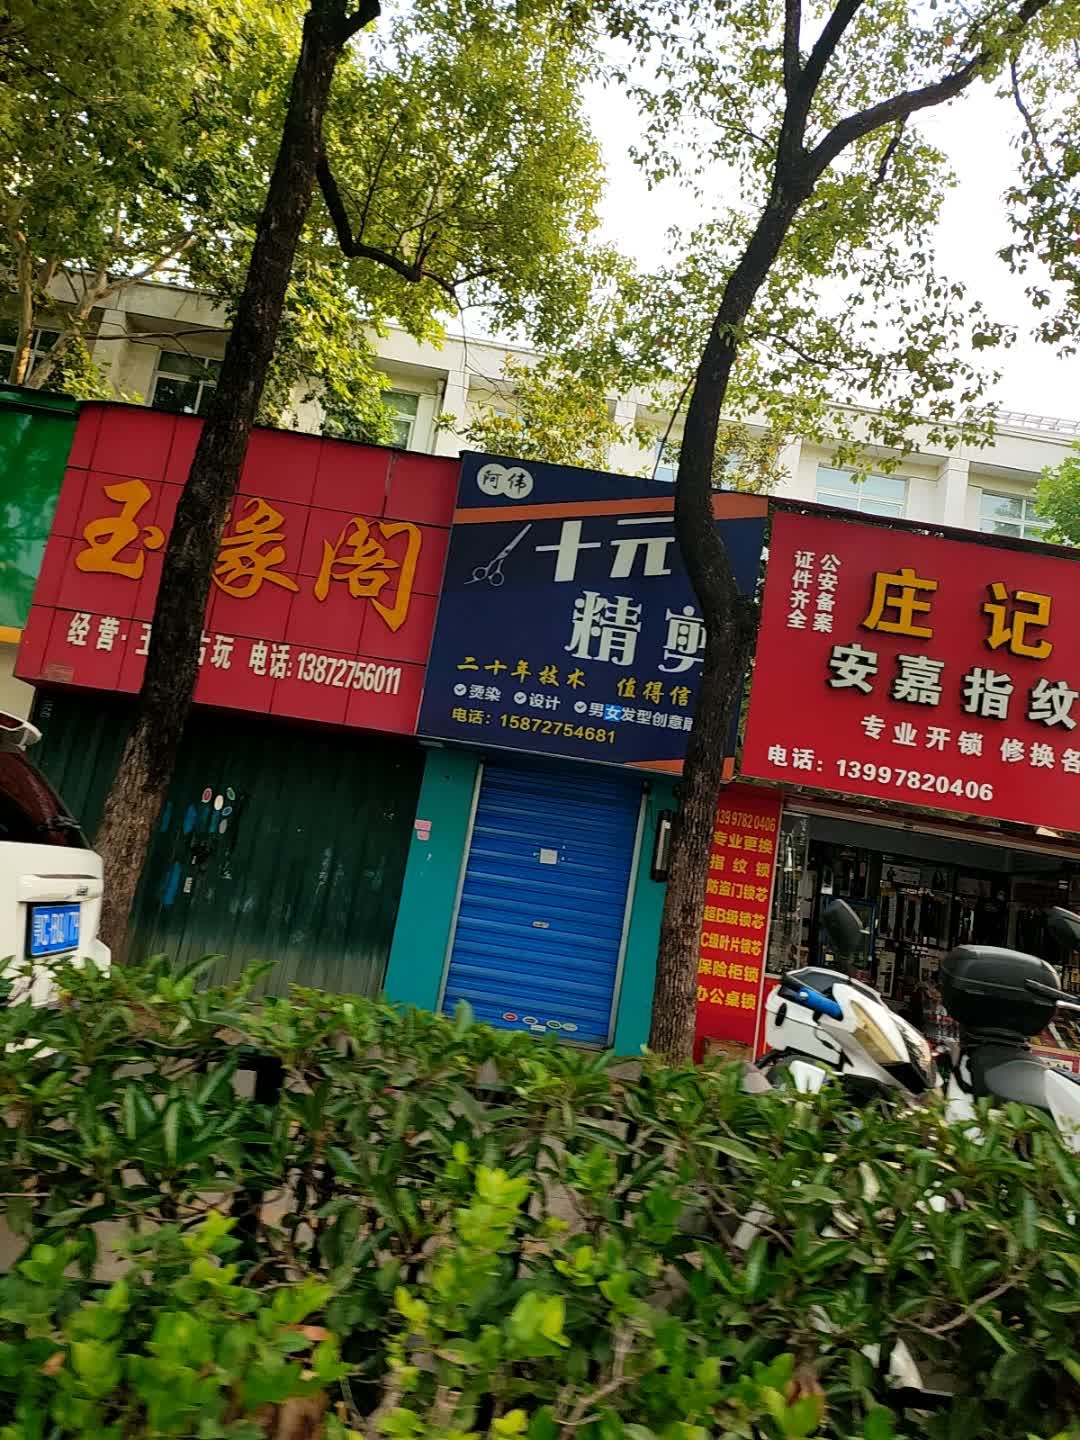 玉彖阁
经营·玉 古玩 电话:13872756011
阿伟
十元
精剪
二十年技术 值得信
烫染 设计 男女发型创意
电话：15872754681
公安备案
证件齐全
庄记
安嘉指纹
专业开锁 修换各
电话：13997820406
13997820406
专业更换
指纹锁
防盗门锁芯
超B级锁芯
C级叶片锁芯
保险柜锁
办公桌锁